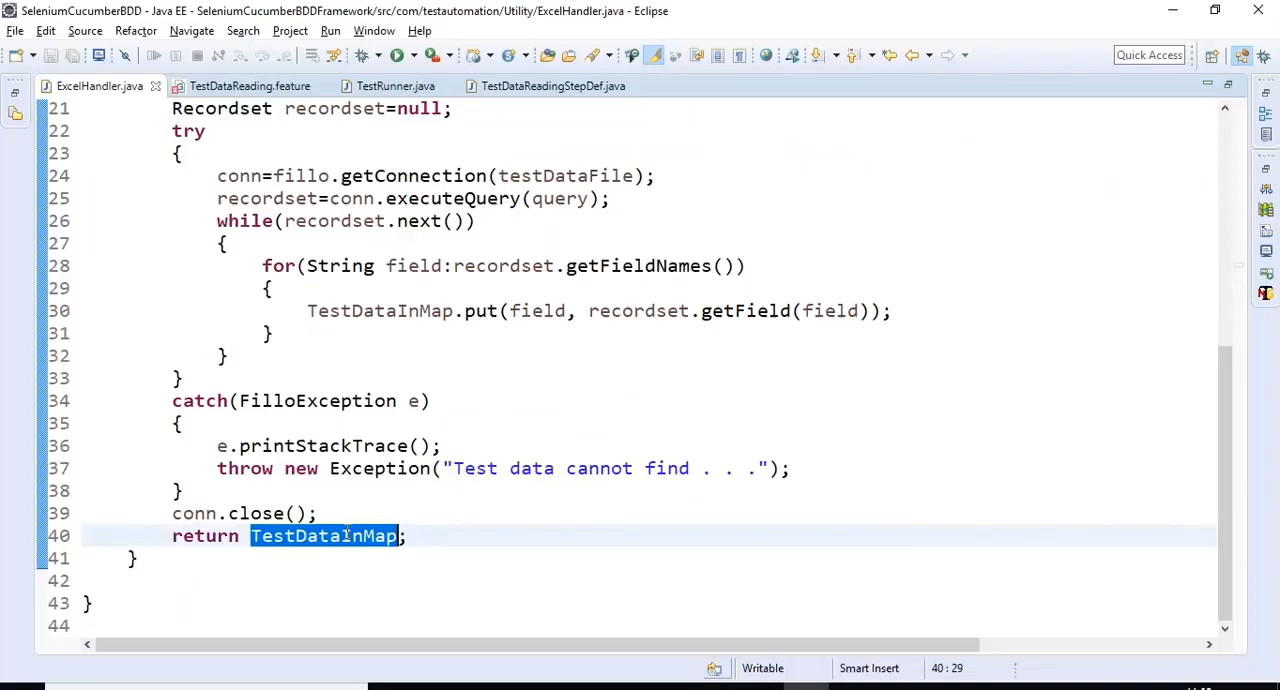 SeleniumCucumberBDD - Java EE - SeleniumCucumberBDDFramework/src/com/testautomation/Utility/ExcelHandler.java - Eclipse
File Edit Source Refactor Navigate Search Project Run Window Help
Quick Access
ExcelHandler.java TestDataReading.feature TestRunner.java TestDataReadingStepDef.java
21 Recordset recordset=null;
22 try
23 {
24 conn=fillo.getConnection(testDataFile);
25 recordset=conn.executeQuery(query);
26 while(recordset.next())
27 {
28 for(String field:recordset.getFieldNames())
29 {
30 TestDataInMap.put(field, recordset.getField(field));
31 }
32 }
33 }
34 catch(FilloException e)
35 {
36 e.printStackTrace();
37 throw new Exception("Test data cannot find . . .");
38 }
39 conn.close();
40 return TestDataInMap;
41 }
42
43 }
44
Writable Smart Insert 40 : 29